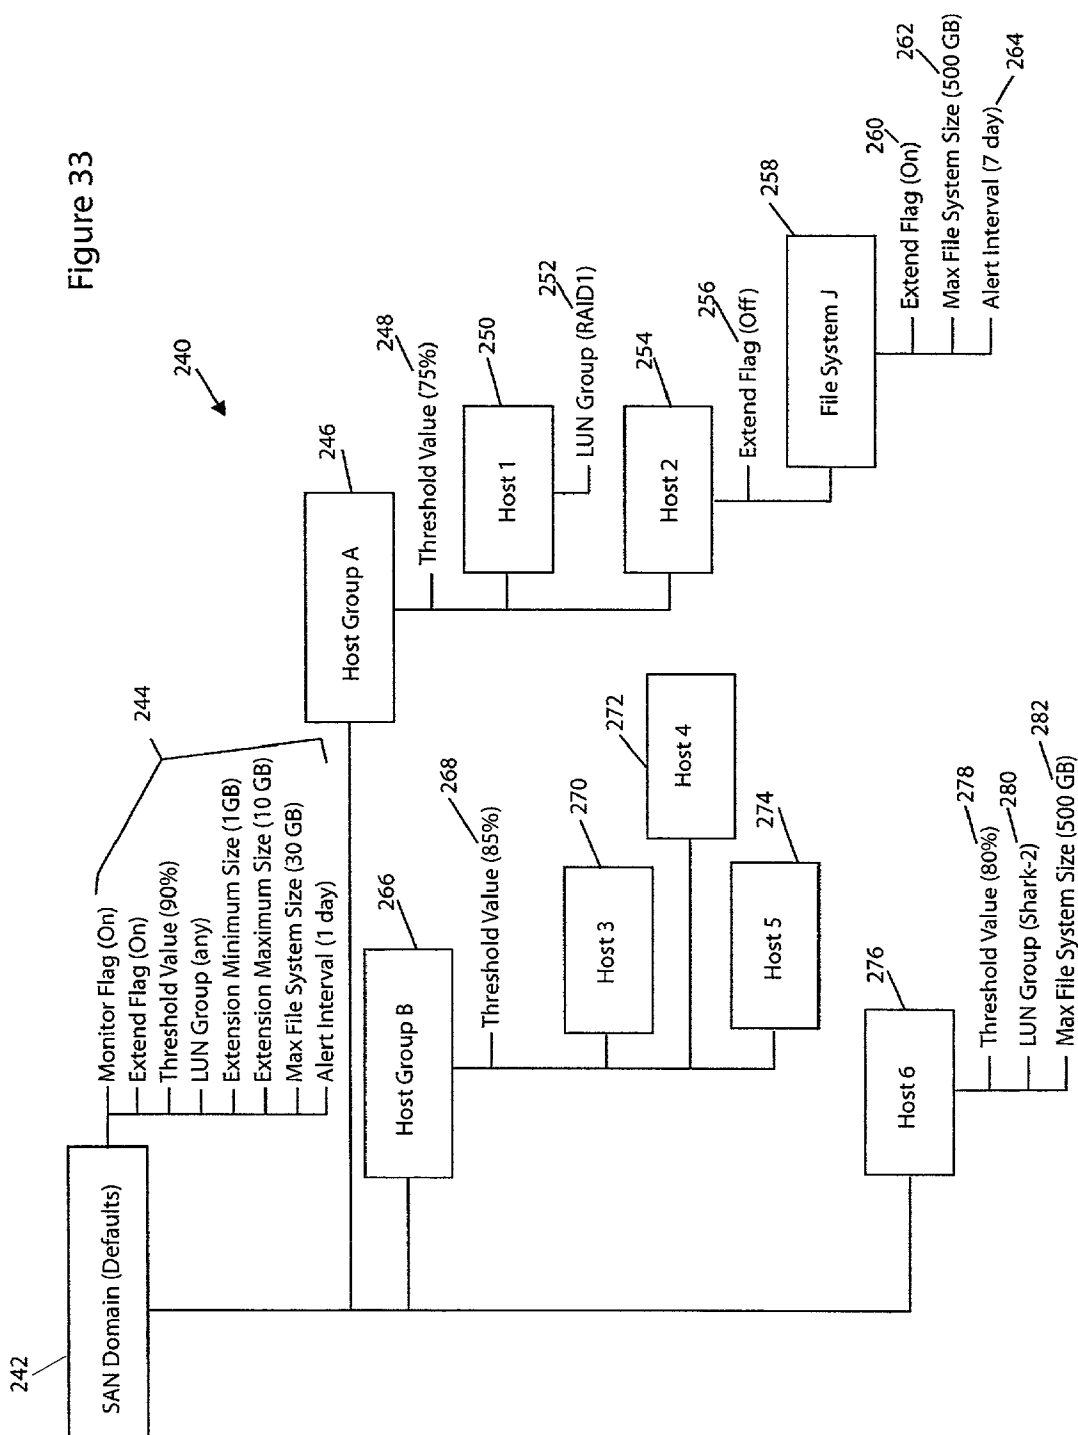 Figure 33
240
242
SAN Domain (Defaults)
244
Monitor Flag (On)
Extend Flag (On)
Threshold Value (90%)
LUN Group (any)
Extension Minimum Size (1GB)
Extension Maximum Size (10 GB)
Max File System Size (30 GB)
Alert Interval (1 day)
246
Host Group A
248
Threshold Value (75%)
250
Host 1
252
LUN Group (RAID1)
254
Host 2
256
Extend Flag (Off)
258
File System J
260
Extend Flag (On)
262
Max File System Size (500 GB)
Alert Interval (7 day)
264
266
Host Group B
268
Threshold Value (85%)
270
Host 3
272
Host 4
274
Host 5
276
Host 6
278
Threshold Value (80%)
280
LUN Group (Shark-2)
282
Max File System Size (500 GB)